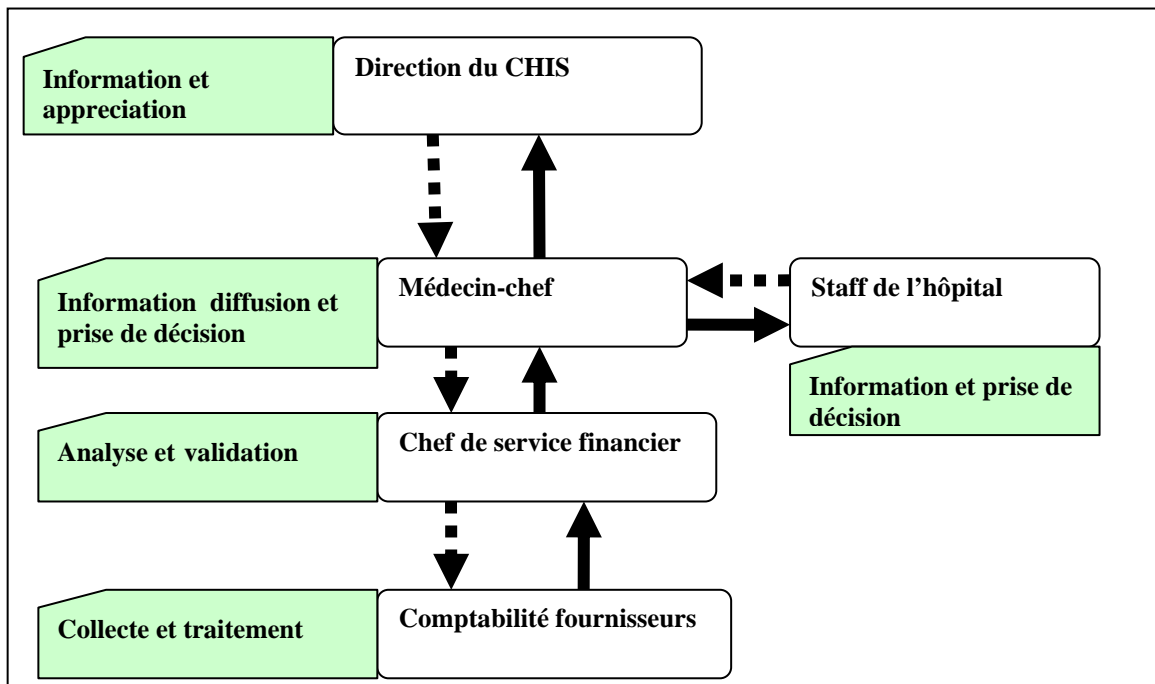 Information et
appreciation
Direction du CHIS
Information diffusion et
prise de décision
Médecin-chef
Staff de l’hôpital
Information et prise de
décision
Analyse et validation
Chef de service financier
Collecte et traitement
Comptabilité fournisseurs